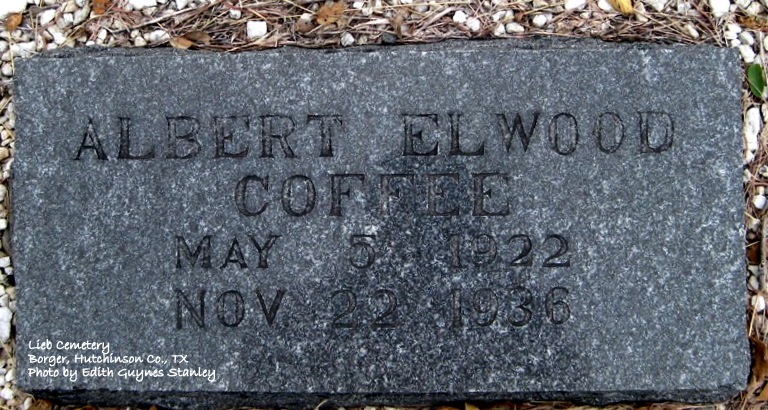 ALBERT ELWOOD
COFFEE
MAY 5 1922
NOV 22 1936
Lieb Cemetery
Borger, Hutchinson Co., TX
Photo by Edith Guynes Stanley